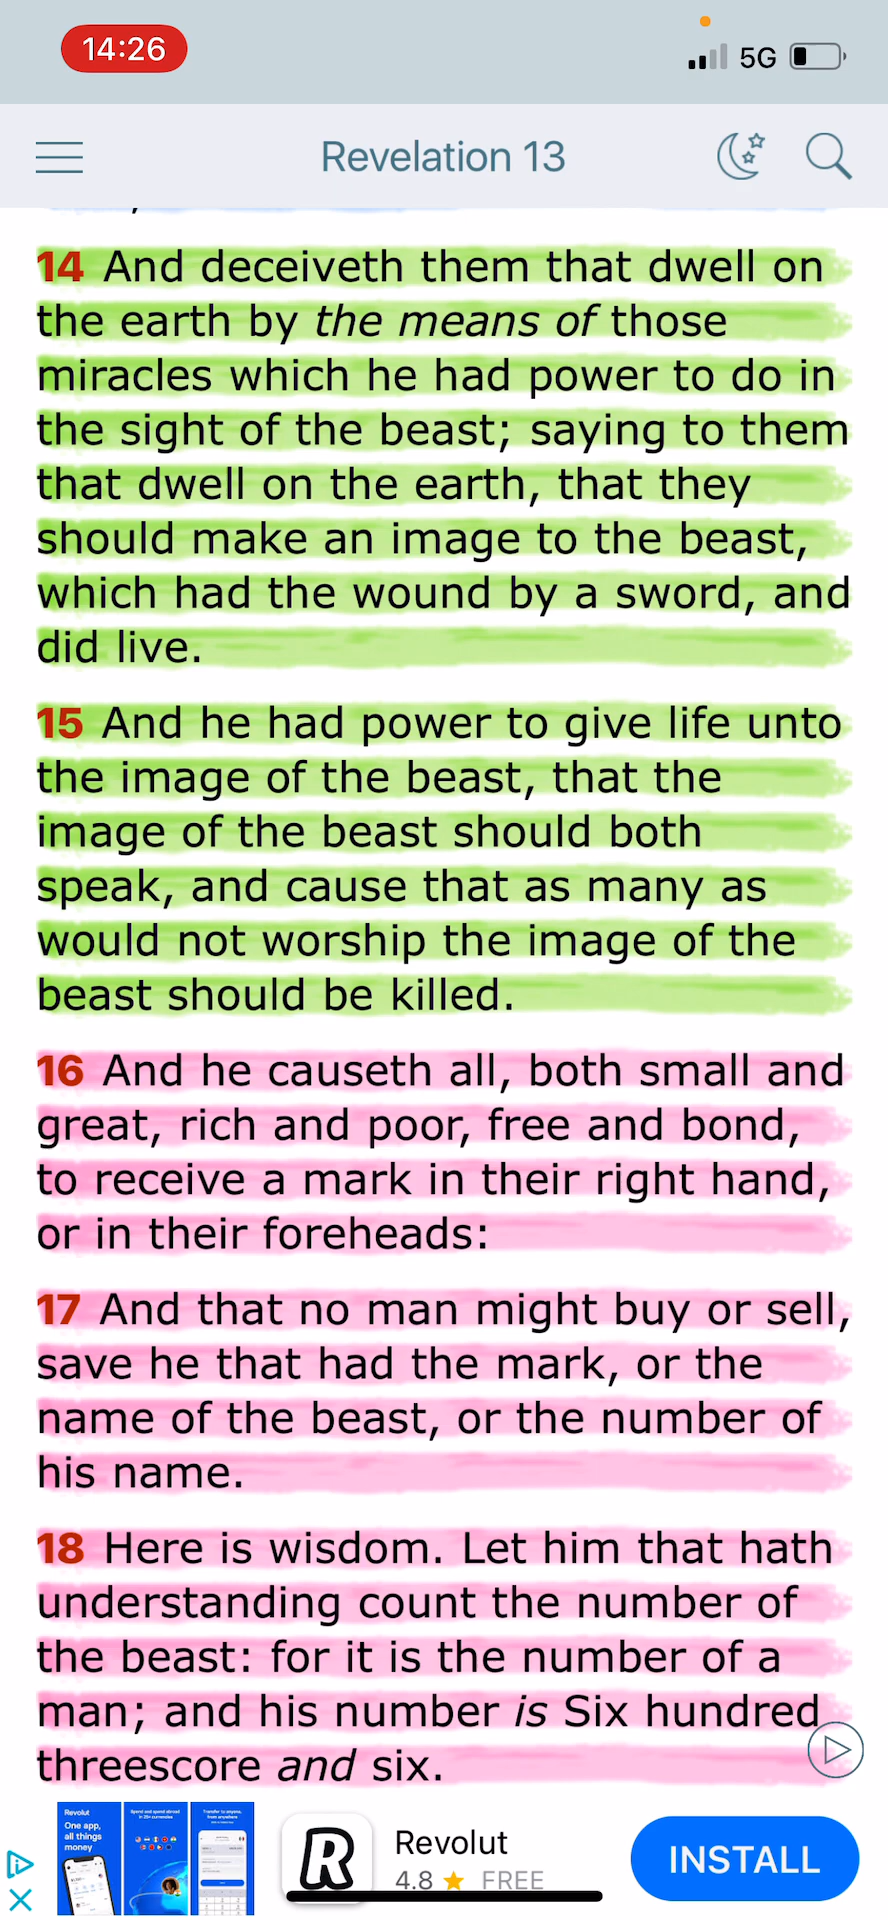 14:26
5G
Revelation 13
14 And deceiveth them that dwell on
the earth by the means of those
miracles which he had power to do in
the sight of the beast; saying to them
that dwell on the earth, that they
should make an image to the beast,
which had the wound by a sword, and
did live.
15 And he had power to give life unto
the image of the beast, that the
image of the beast should both
speak, and cause that as many as
would not worship the image of the
beast should be killed.
16 And he causeth all, both small and
great, rich and poor, free and bond,
to receive a mark in their right hand,
or in their foreheads:
17 And that no man might buy or sell,
save he that had the mark, or the
name of the beast, or the number of
his name.
18 Here is wisdom. Let him that hath
understanding count the number of
the beast: for it is the number of a
man; and his number is Six hundred
threescore and six.
Revolut
One app,
all things
money
R
Revolut
4.8 ★ FREE
INSTALL